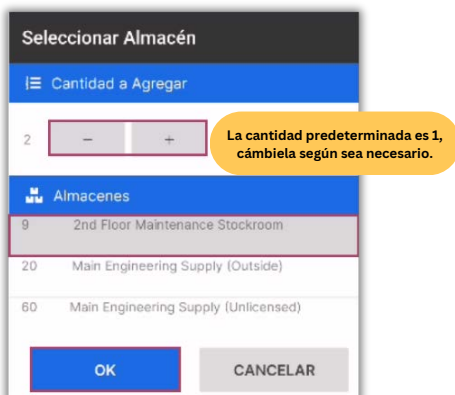 Seleccionar Almacén
Cantidad a Agregar
2 − +
La cantidad predeterminada es 1,
cámbiela según sea necesario.
Almacenes
9 2nd Floor Maintenance Stockroom
20 Main Engineering Supply (Outside)
60 Main Engineering Supply (Unlicensed)
OK CANCELAR